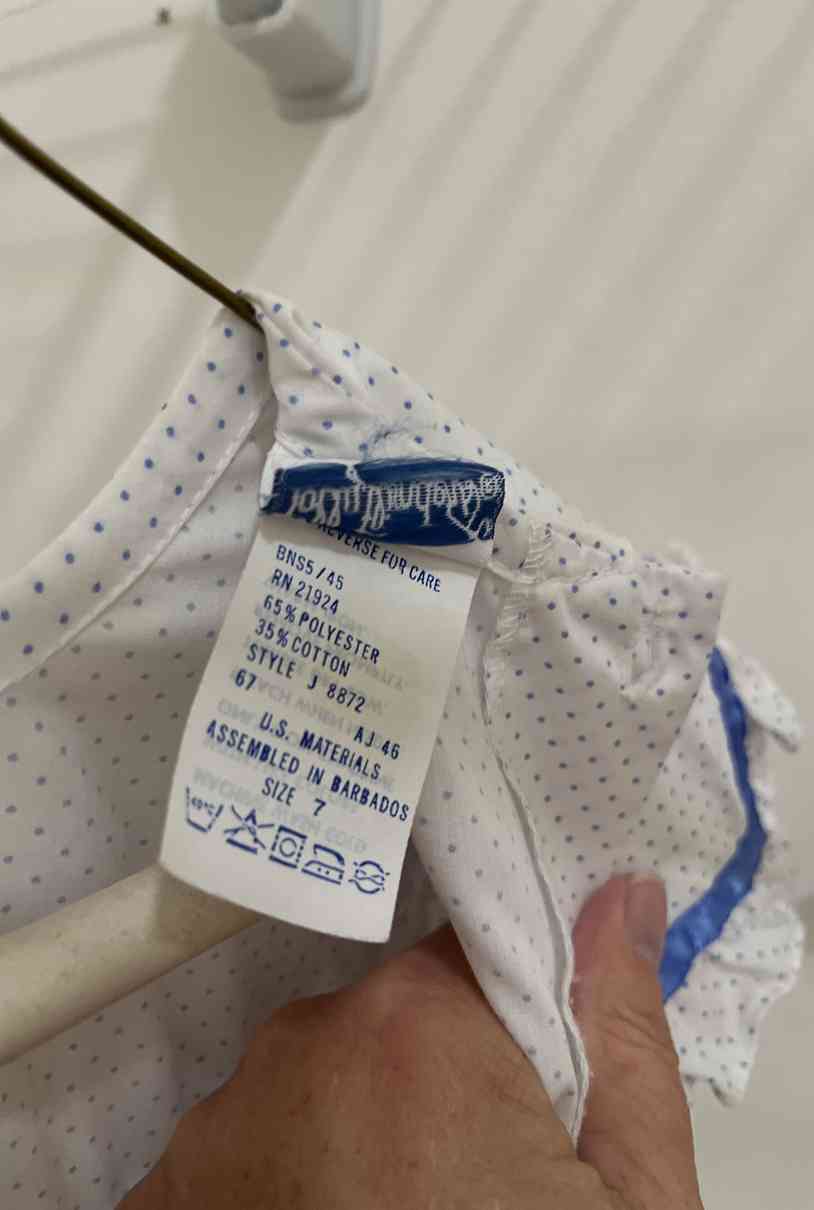 REVERSE FOR CARE
BNS5/45
RN 21924
65% POLYESTER
35% COTTON
STYLE J 8872
67 AJ 46
U.S. MATERIALS
ASSEMBLED IN BARBADOS
SIZE 7